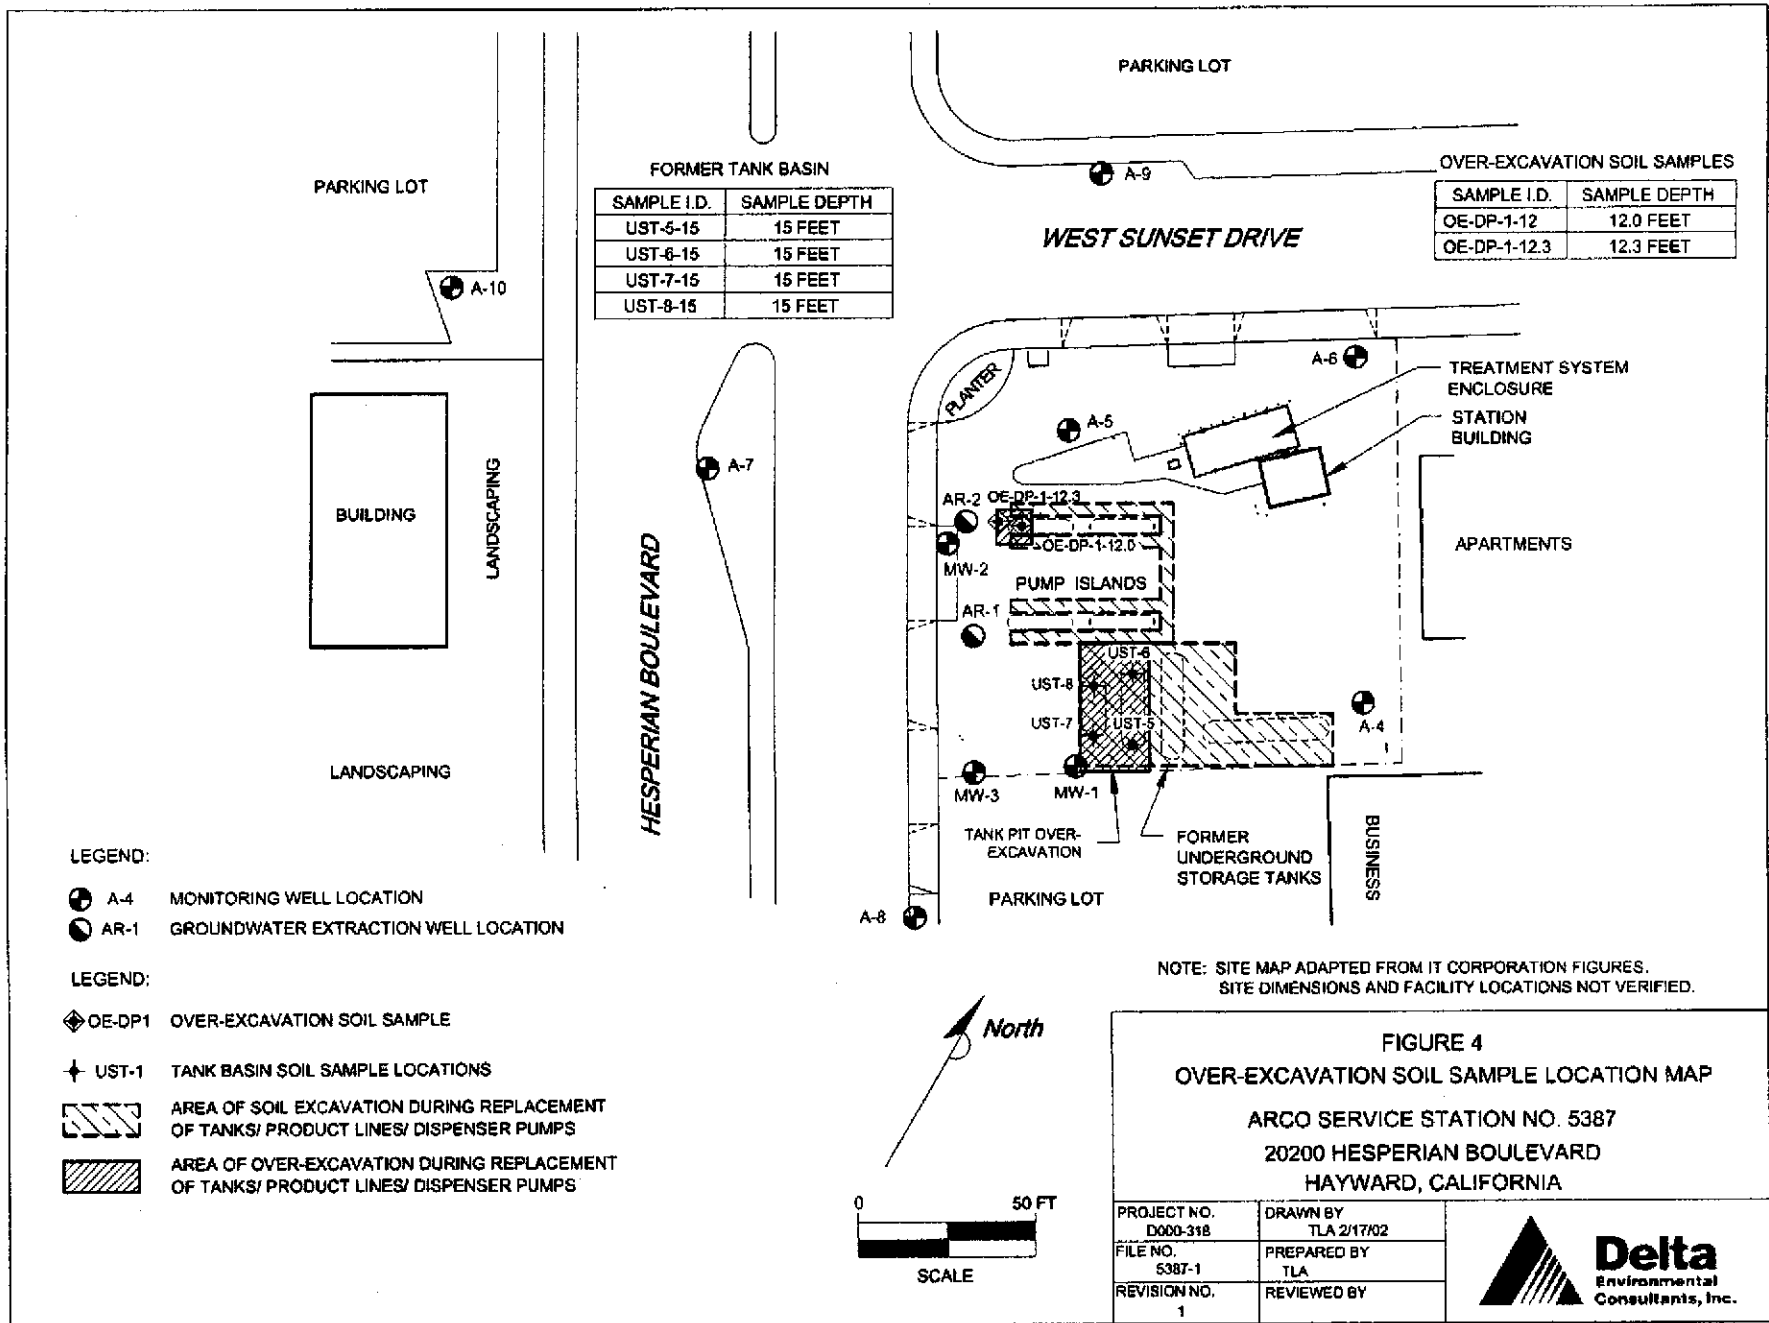 PARKING LOT
PARKING LOT
FORMER TANK BASIN
SAMPLE I.D. SAMPLE DEPTH
UST-5-15 15 FEET
UST-6-15 15 FEET
UST-7-15 15 FEET
UST-8-15 15 FEET
A-9
OVER-EXCAVATION SOIL SAMPLES
SAMPLE I.D. SAMPLE DEPTH
OE-DP-1-12 12.0 FEET
OE-DP-1-12.3 12.3 FEET
WEST SUNSET DRIVE
A-10
A-6
TREATMENT SYSTEM
ENCLOSURE
STATION
BUILDING
PLANTER
A-5
A-7
BUILDING
LANDSCAPING
HESPERIAN BOULEVARD
AR-2 OE-DP-1-12.3
OE-DP-1-12.0
MW-2
APARTMENTS
PUMP ISLANDS
AR-1
UST-6
UST-8
UST-7 UST-5
A-4
LANDSCAPING
MW-3 MW-1
TANK PIT OVER-
EXCAVATION
FORMER
UNDERGROUND
STORAGE TANKS
BUSINESS
PARKING LOT
A-8
LEGEND:
A-4 MONITORING WELL LOCATION
AR-1 GROUNDWATER EXTRACTION WELL LOCATION
LEGEND:
OE-DP1 OVER-EXCAVATION SOIL SAMPLE
UST-1 TANK BASIN SOIL SAMPLE LOCATIONS
AREA OF SOIL EXCAVATION DURING REPLACEMENT
OF TANKS/ PRODUCT LINES/ DISPENSER PUMPS
AREA OF OVER-EXCAVATION DURING REPLACEMENT
OF TANKS/ PRODUCT LINES/ DISPENSER PUMPS
North
0 50 FT
SCALE
NOTE: SITE MAP ADAPTED FROM IT CORPORATION FIGURES.
SITE DIMENSIONS AND FACILITY LOCATIONS NOT VERIFIED.
FIGURE 4
OVER-EXCAVATION SOIL SAMPLE LOCATION MAP
ARCO SERVICE STATION NO. 5387
20200 HESPERIAN BOULEVARD
HAYWARD, CALIFORNIA
PROJECT NO.
D000-318
DRAWN BY
TLA 2/17/02
FILE NO.
5387-1
PREPARED BY
TLA
REVISION NO.
1
REVIEWED BY
Delta
Environmental
Consultants, Inc.